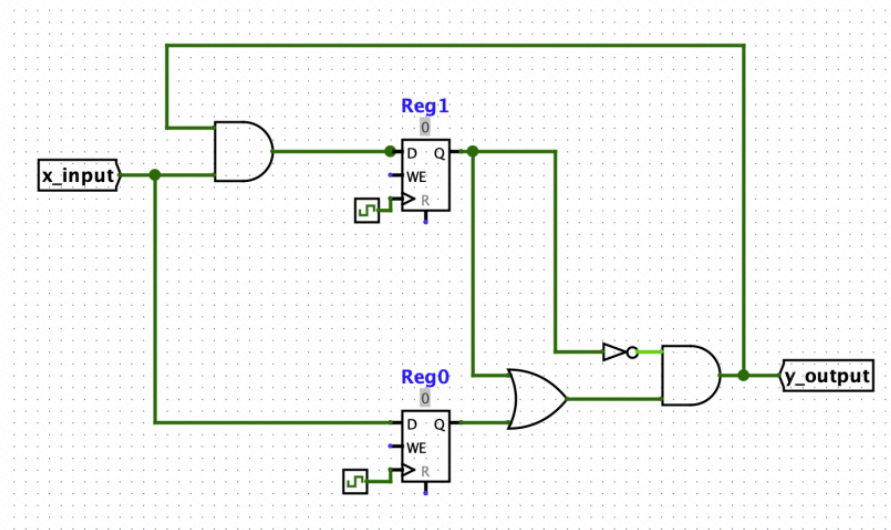 Reg1
0
x_input
D Q
WE
R
Reg0
0
y_output
D Q
WE
R